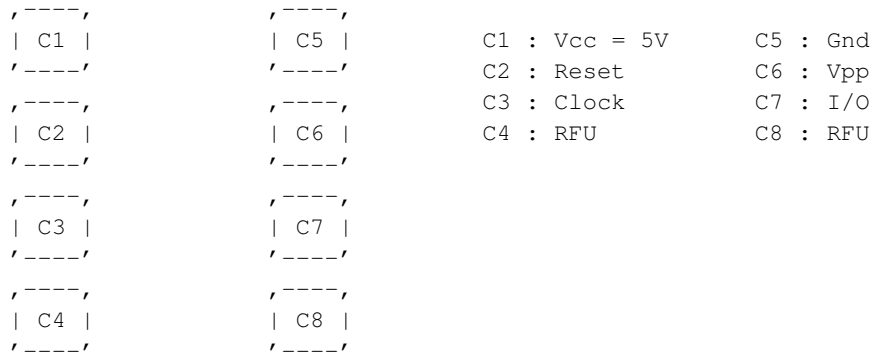 ,----,           ,----,
| C1 |           | C5 |        C1 : Vcc = 5V     C5 : Gnd
'----'           '----'        C2 : Reset        C6 : Vpp
,----,           ,----,        C3 : Clock        C7 : I/O
| C2 |           | C6 |        C4 : RFU          C8 : RFU
'----'           '----'
,----,           ,----,
| C3 |           | C7 |
'----'           '----'
,----,           ,----,
| C4 |           | C8 |
'----'           '----'